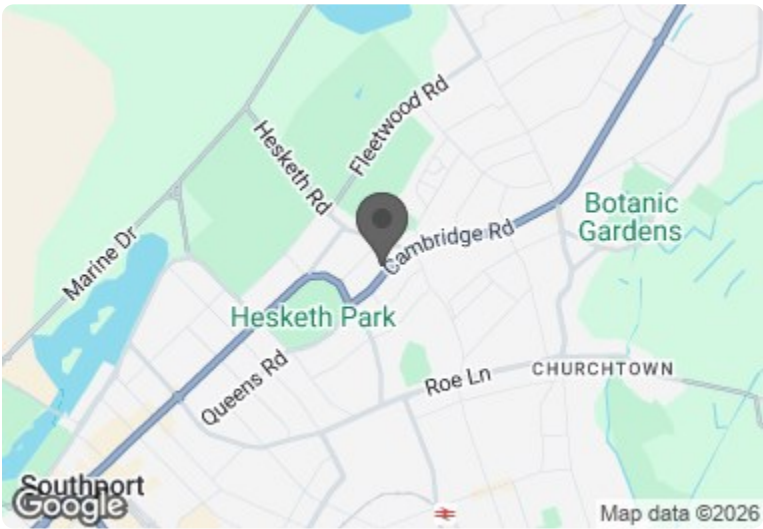 Fleetwood Rd
Hesketh Rd
Marine Dr
Cambridge Rd
Botanic
Gardens
Hesketh Park
Queens Rd
Roe Ln
CHURCHTOWN
Southport
Google
Map data ©2026